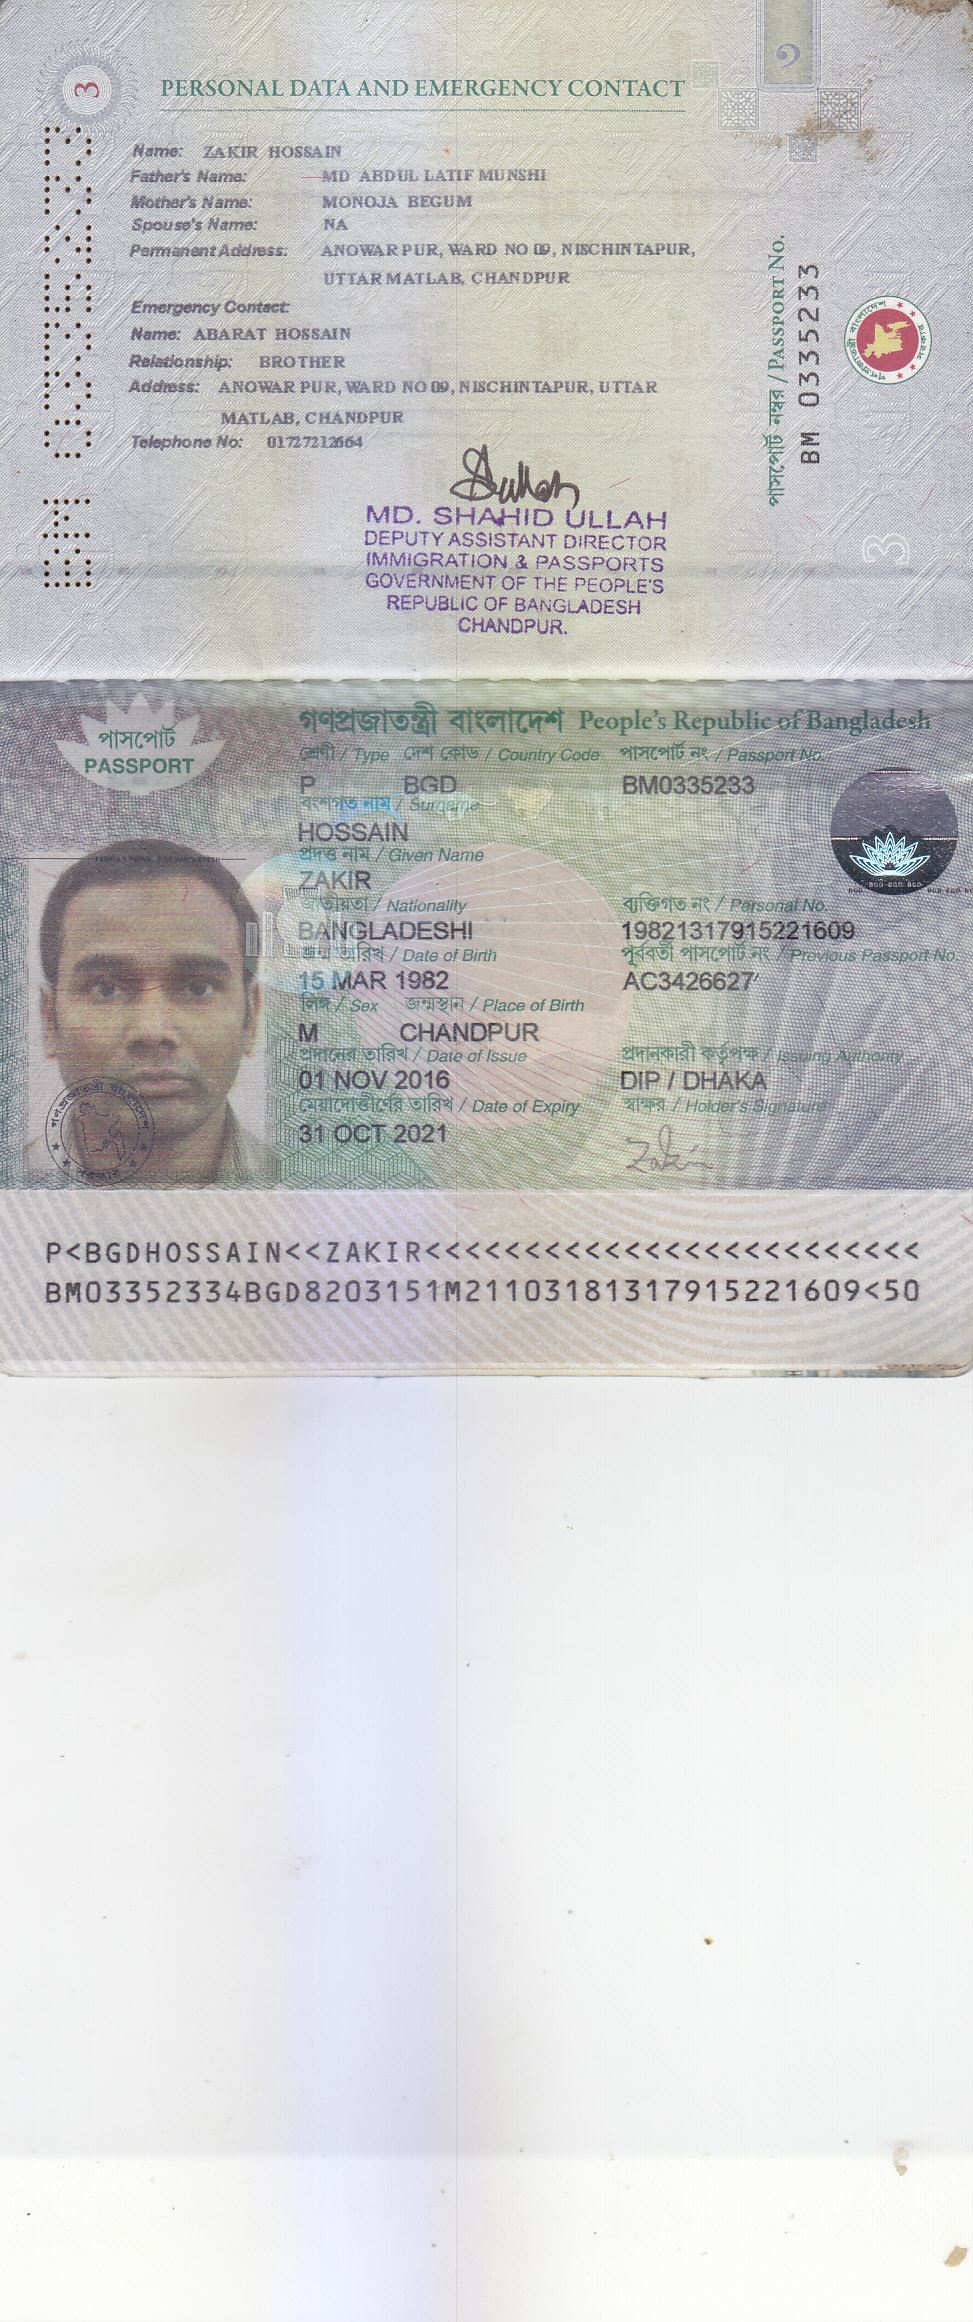 PERSONAL DATA AND EMERGENCY CONTACT
Name: ZAKIR HOSSAIN
Father's Name: MD ABDUL LATIF MUNSHI
Mother's Name: MONOJA BEGUM
Spouse's Name: NA
Permanent Address: ANOWAR PUR, WARD NO 09, NISCHINTAPUR,
UTTAR MATLAB, CHANDPUR
Emergency Contact:
Name: ABARAT HOSSAIN
Relationship: BROTHER
Address: ANOWAR PUR, WARD NO 09, NISCHINTAPUR, UTTAR
MATLAB, CHANDPUR
Telephone No: 01727212664
MD. SHAHID ULLAH
DEPUTY ASSISTANT DIRECTOR
IMMIGRATION & PASSPORTS
GOVERNMENT OF THE PEOPLE'S
REPUBLIC OF BANGLADESH
CHANDPUR.
3
BM 0335233
পাসপোর্ট নম্বর / PASSPORT No.
BM 0335233
গণপ্রজাতন্ত্রী বাংলাদেশ People's Republic of Bangladesh
পাসপোর্ট
PASSPORT
শ্রেণী / Type দেশ কোড / Country Code পাসপোর্ট নং / Passport No.
P BGD BM0335233
বংশগত নাম / Surname
HOSSAIN
প্রদত্ত নাম / Given Name
ZAKIR
জাতীয়তা / Nationality ব্যক্তিগত নং / Personal No.
BANGLADESHI 19821317915221609
জন্ম তারিখ / Date of Birth পূর্ববর্তী পাসপোর্ট নং / Previous Passport No.
15 MAR 1982 AC3426627
লিঙ্গ / Sex জন্মস্থান / Place of Birth
M CHANDPUR
প্রদানের তারিখ / Date of Issue প্রদানকারী কর্তৃপক্ষ / Issuing Authority
01 NOV 2016 DIP / DHAKA
মেয়াদোত্তীর্ণের তারিখ / Date of Expiry স্বাক্ষর / Holder's Signature
31 OCT 2021 Zakir
P<BGDHOSSAIN<<ZAKIR<<<<<<<<<<<<<<<<<<<<<<<<<
BM03352334BGD8203151M21103181317915221609<50